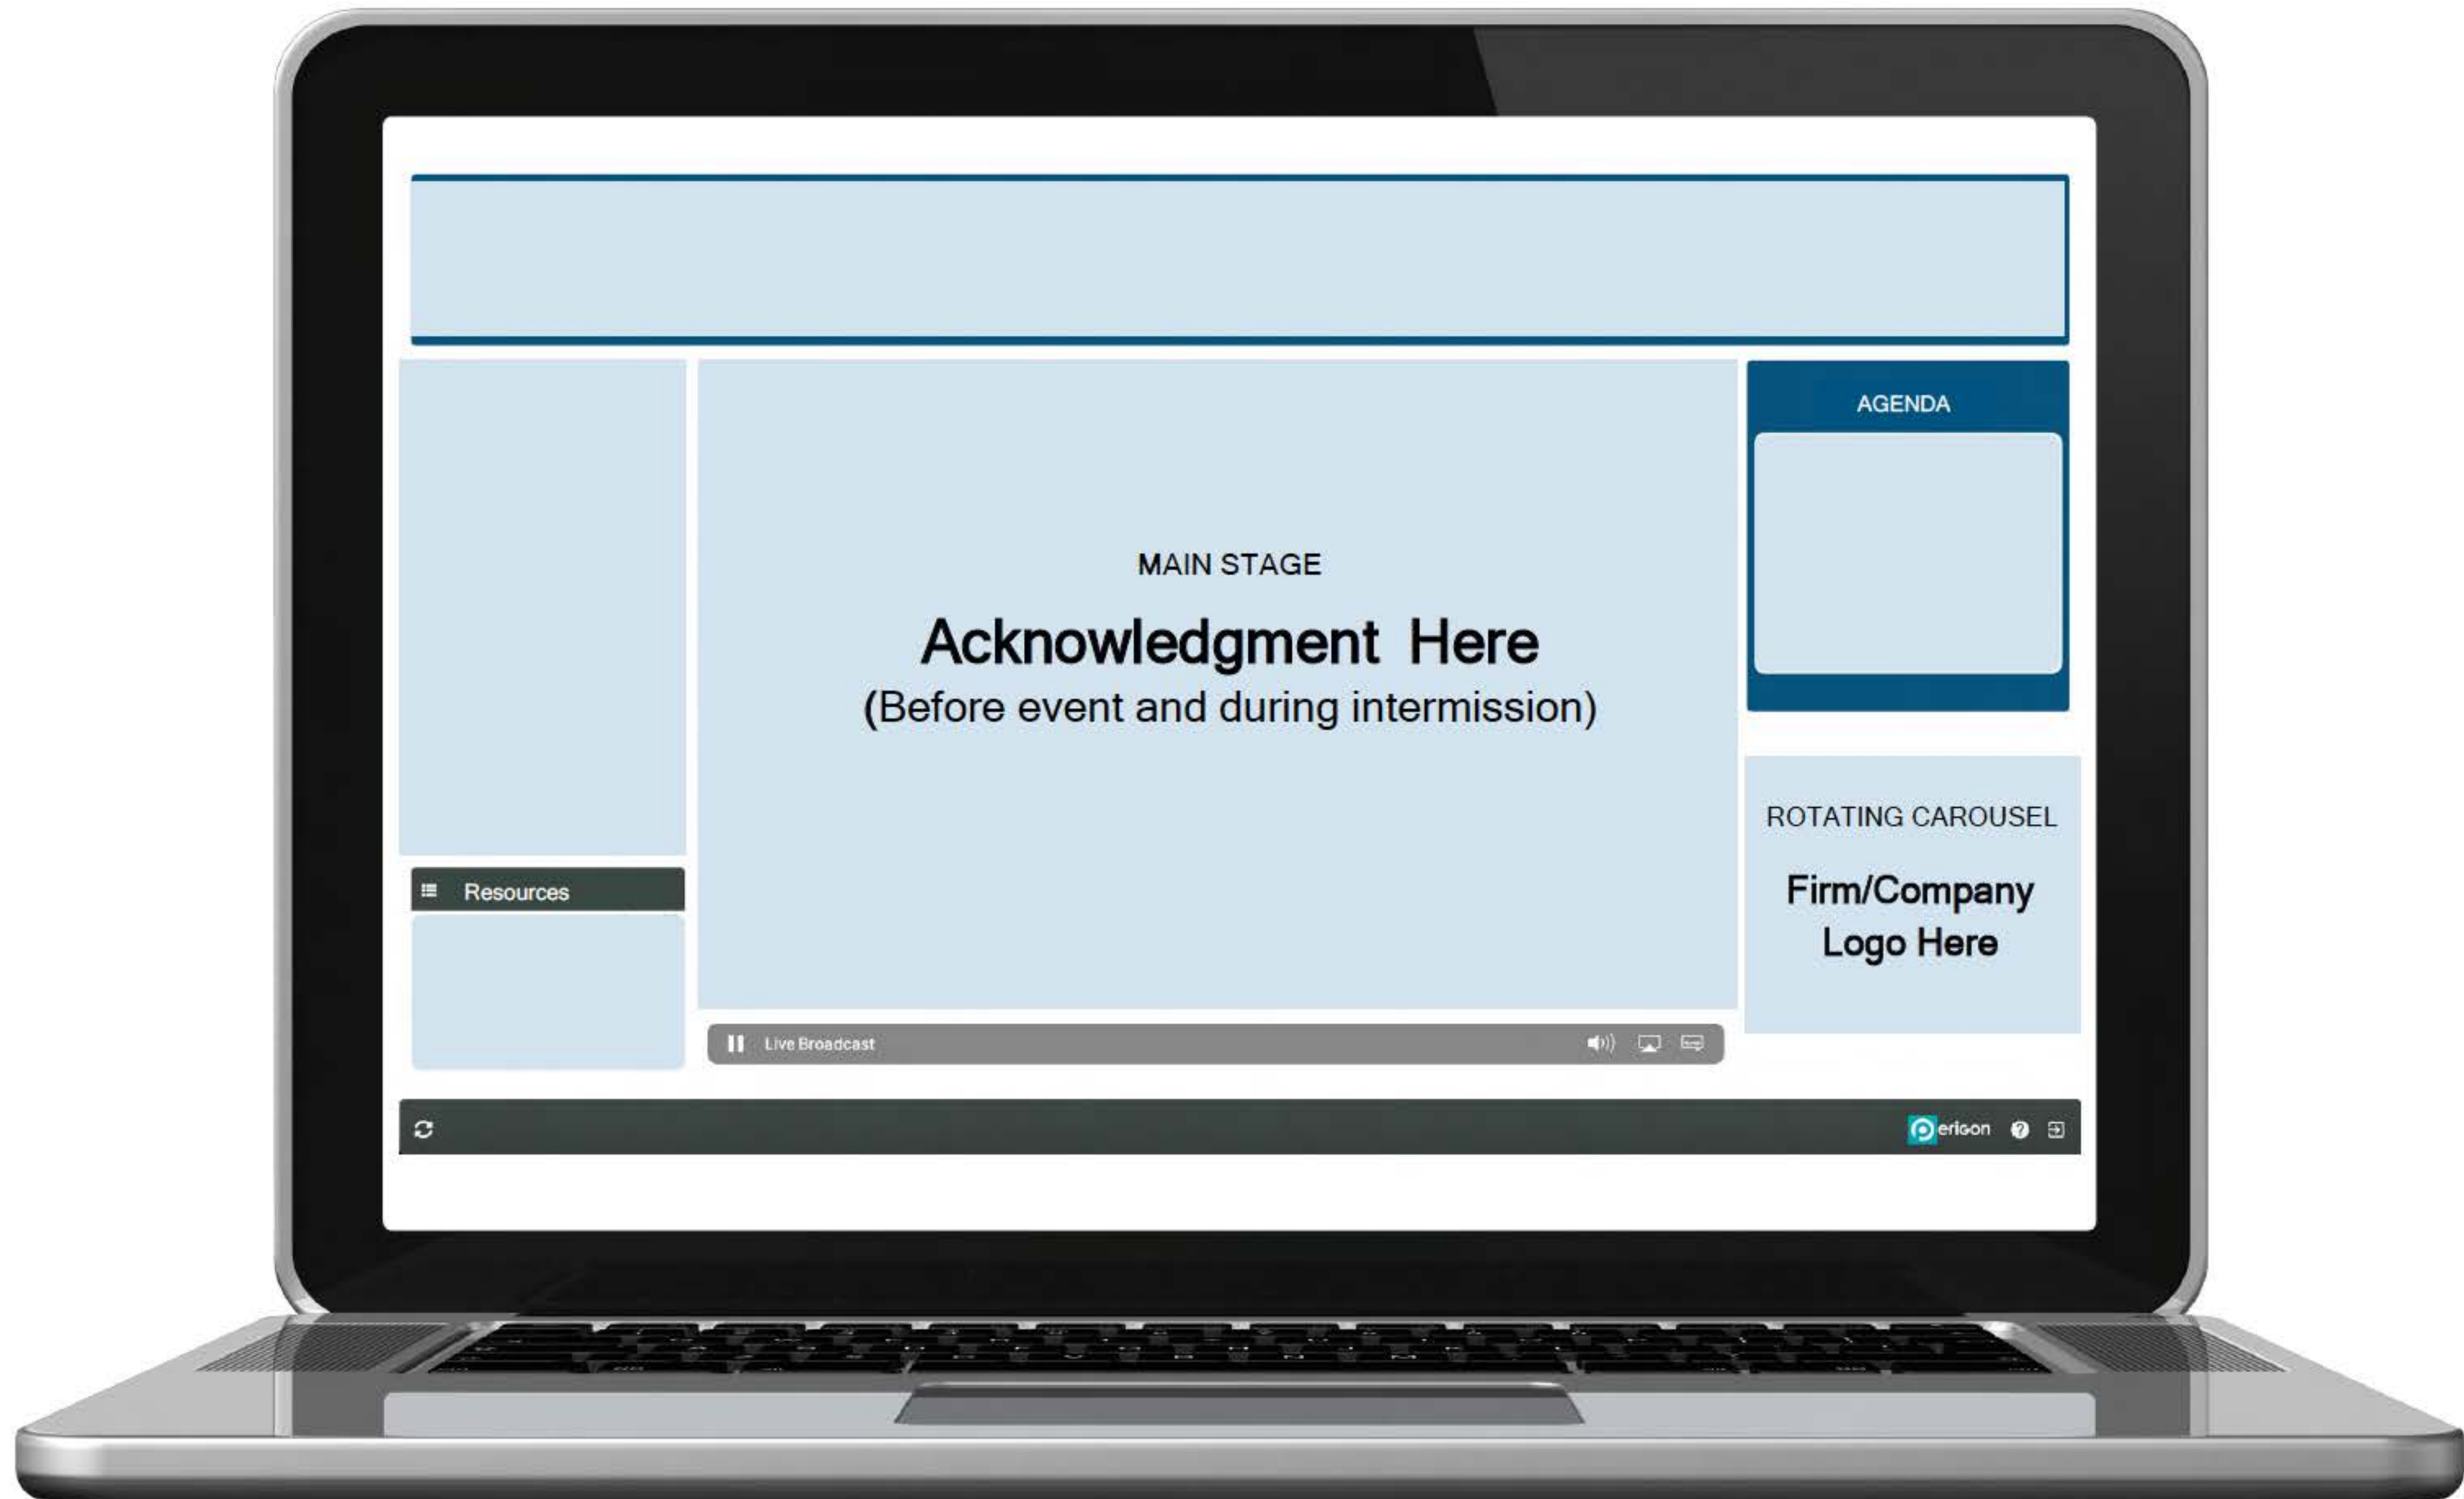 AGENDA
MAIN STAGE
Acknowledgment Here
(Before event and during intermission)
ROTATING CAROUSEL
Firm/Company
Logo Here
Resources
Live Broadcast
Perigon